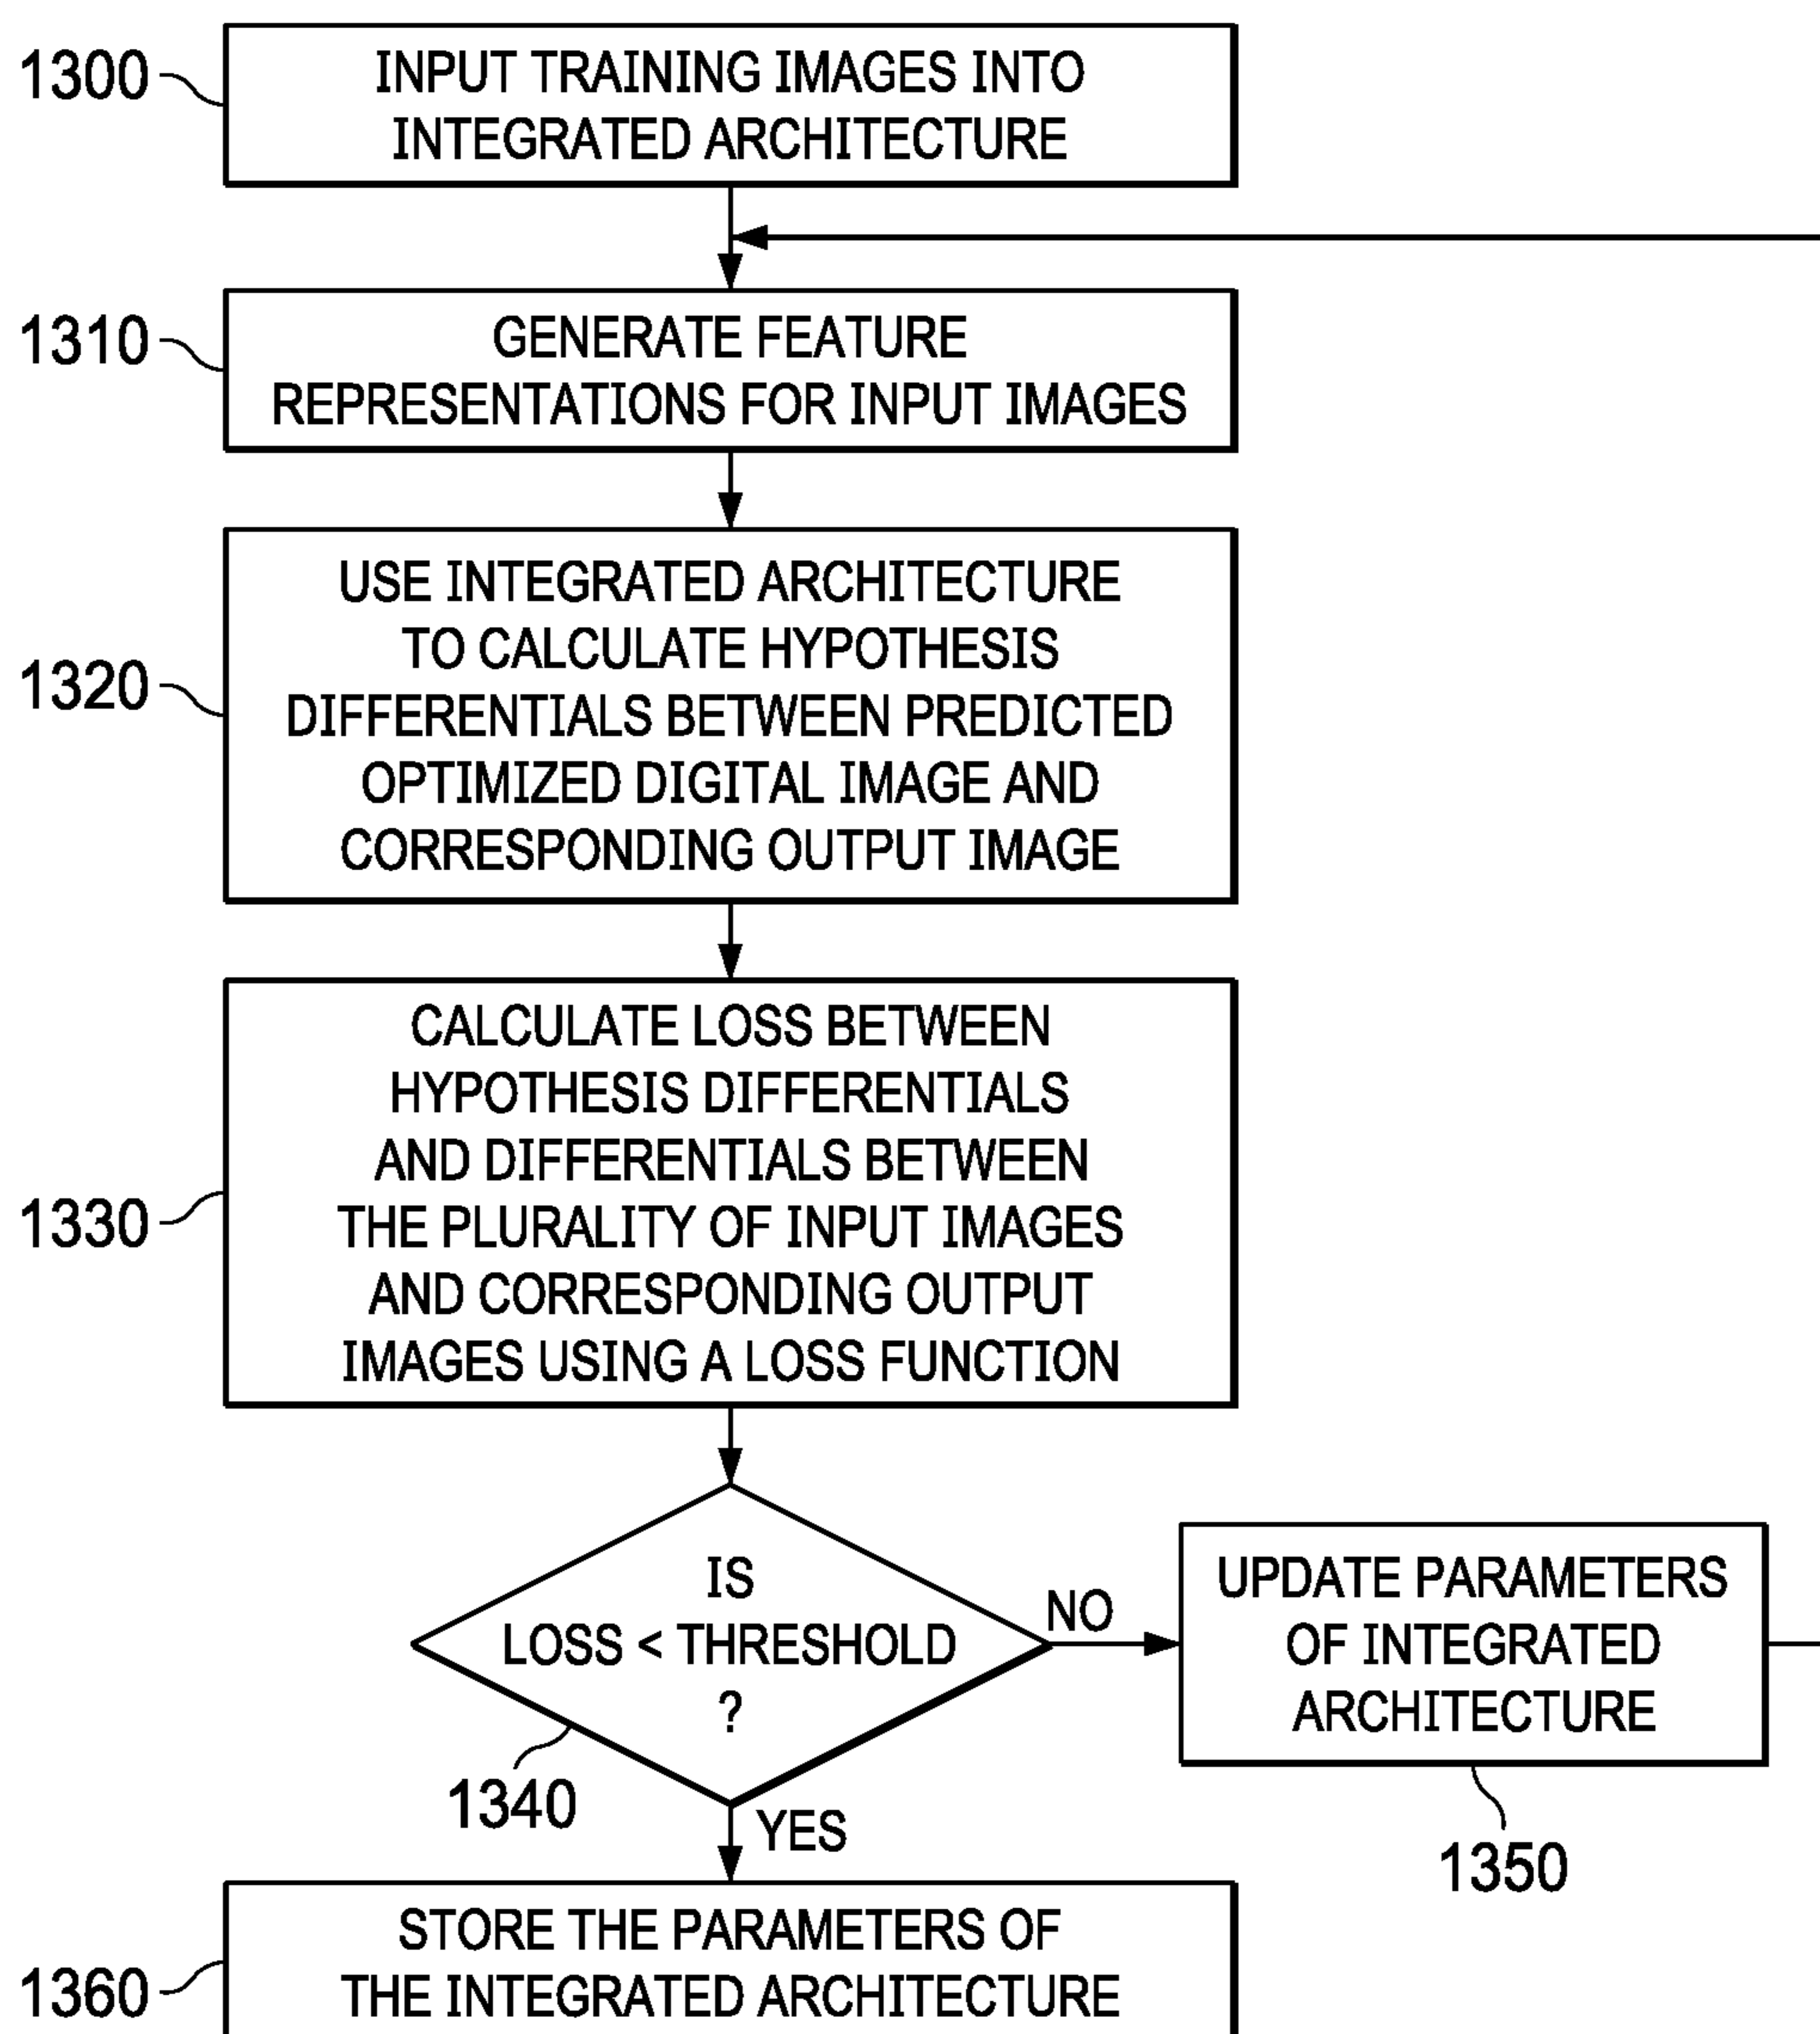 1300
INPUT TRAINING IMAGES INTO
INTEGRATED ARCHITECTURE
1310
GENERATE FEATURE
REPRESENTATIONS FOR INPUT IMAGES
1320
USE INTEGRATED ARCHITECTURE
TO CALCULATE HYPOTHESIS
DIFFERENTIALS BETWEEN PREDICTED
OPTIMIZED DIGITAL IMAGE AND
CORRESPONDING OUTPUT IMAGE
1330
CALCULATE LOSS BETWEEN
HYPOTHESIS DIFFERENTIALS
AND DIFFERENTIALS BETWEEN
THE PLURALITY OF INPUT IMAGES
AND CORRESPONDING OUTPUT
IMAGES USING A LOSS FUNCTION
IS
LOSS < THRESHOLD
?
1340
NO
UPDATE PARAMETERS
OF INTEGRATED
ARCHITECTURE
1350
YES
1360
STORE THE PARAMETERS OF
THE INTEGRATED ARCHITECTURE